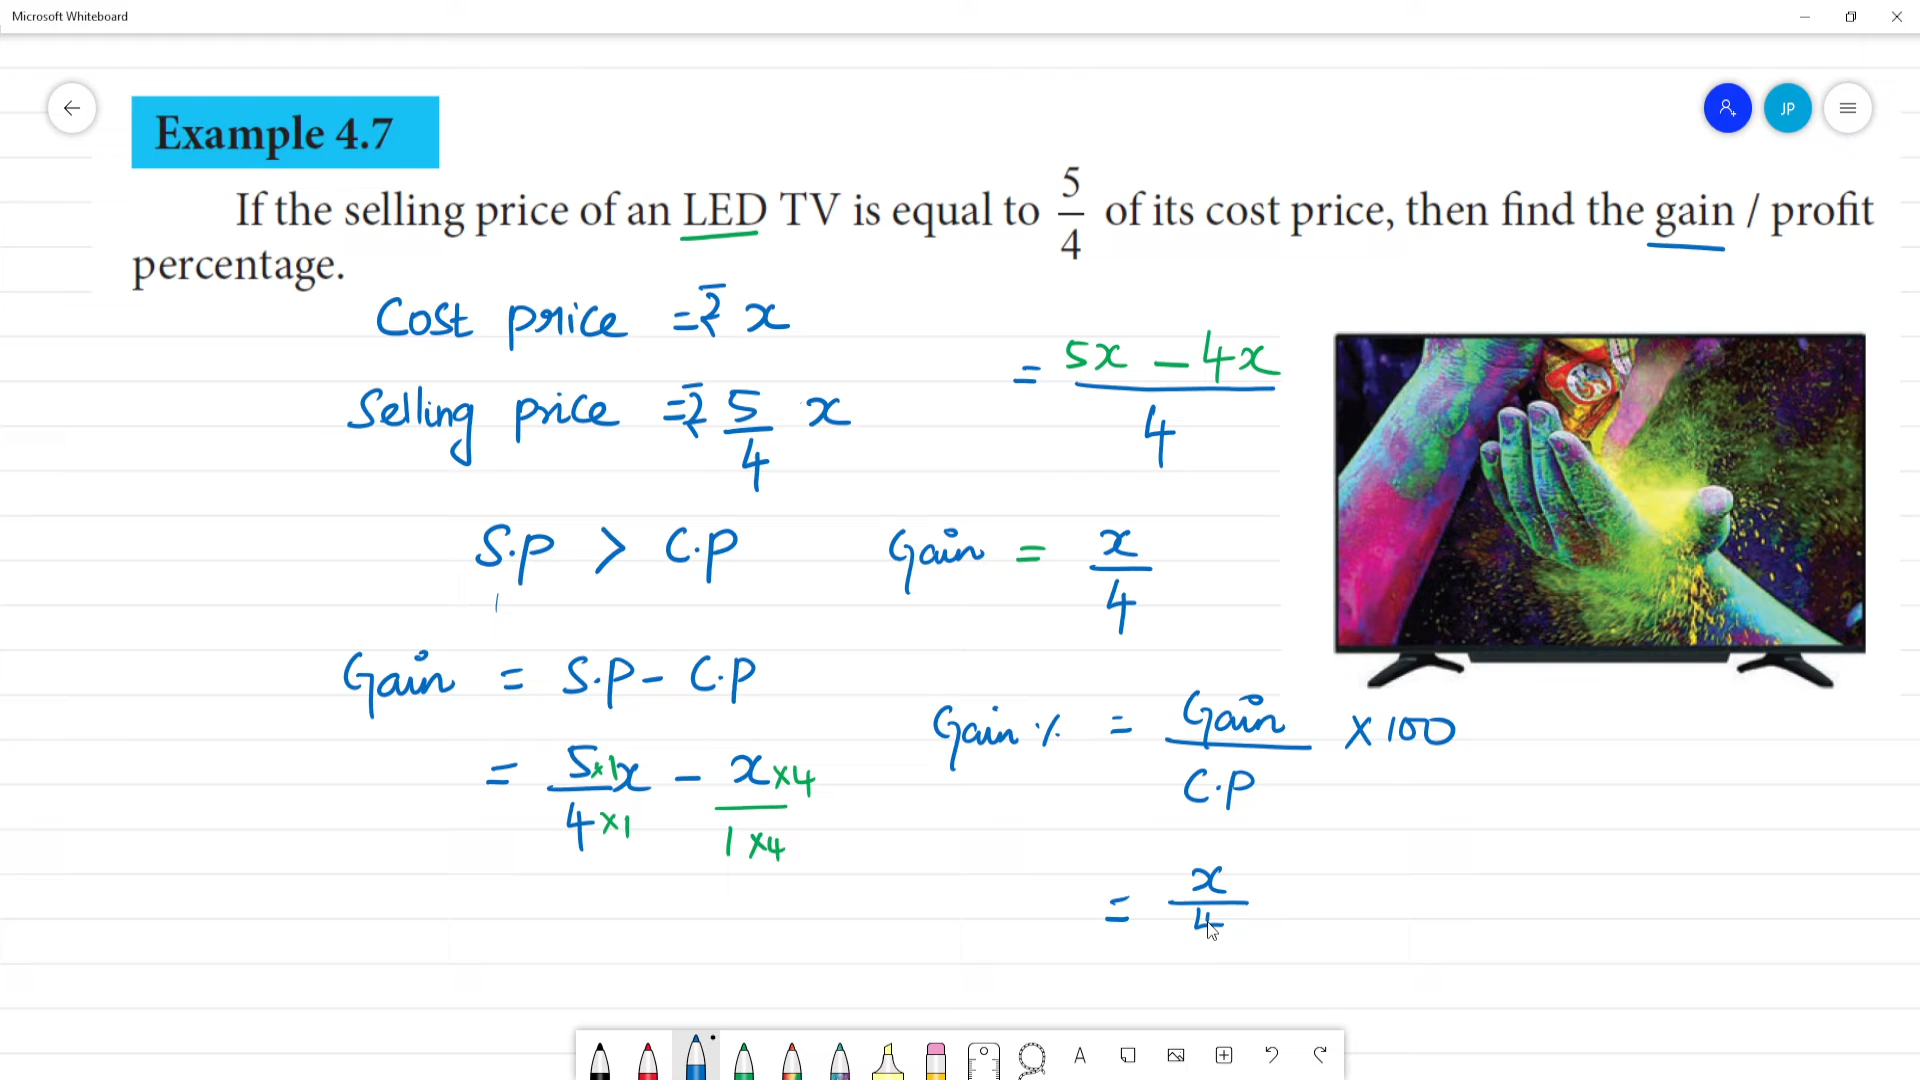 Microsoft Whiteboard
JP
Example 4.7
If the selling price of an LED TV is equal to 5/4 of its cost price, then find the gain / profit
percentage.
Cost price = ₹ x
Selling price = ₹ 5/4 x
S.P > C.P
Gain = S.P - C.P
= 5×1x / 4×1 - x×4 / 1×4
= 5x - 4x / 4
Gain = x/4
Gain % = Gain / C.P × 100
= x/4
A